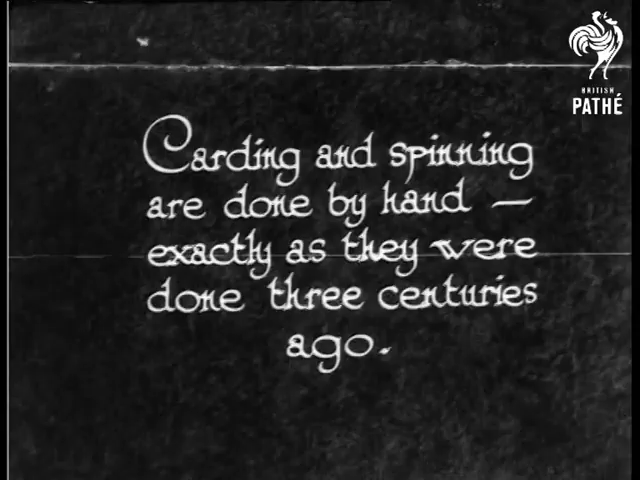 BRITISH
PATHÉ
Carding and spinning
are done by hand —
exactly as they were
done three centuries
ago.